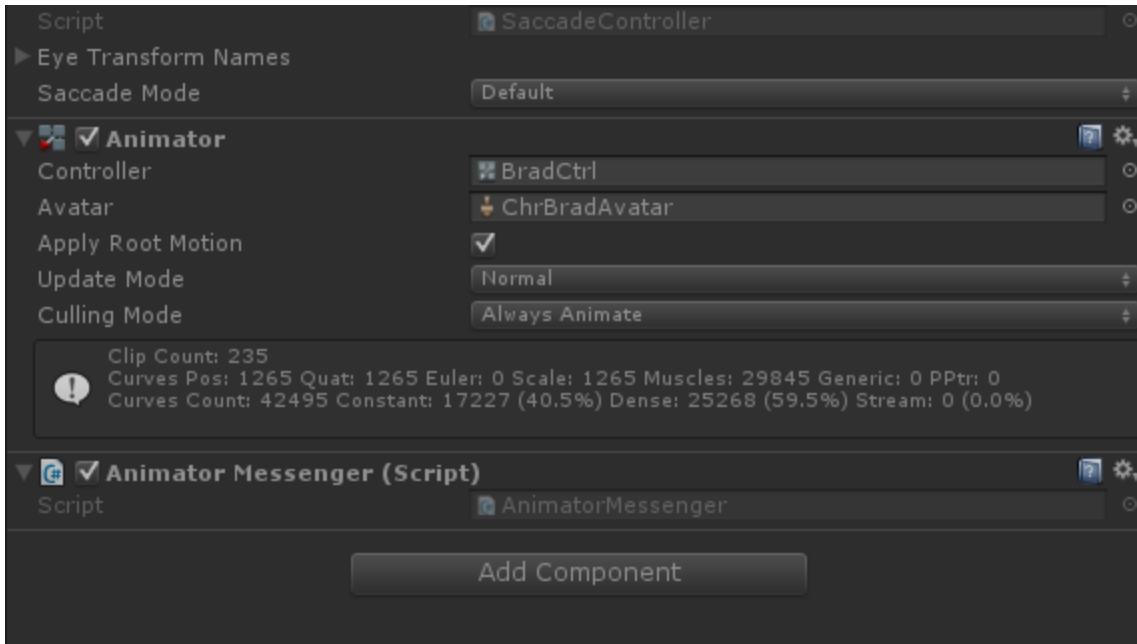 Script SaccadeController
Eye Transform Names
Saccade Mode Default
Animator
Controller BradCtrl
Avatar ChrBradAvatar
Apply Root Motion
Update Mode Normal
Culling Mode Always Animate
Clip Count: 235
Curves Pos: 1265 Quat: 1265 Euler: 0 Scale: 1265 Muscles: 29845 Generic: 0 PPtr: 0
Curves Count: 42495 Constant: 17227 (40.5%) Dense: 25268 (59.5%) Stream: 0 (0.0%)
Animator Messenger (Script)
Script AnimatorMessenger
Add Component